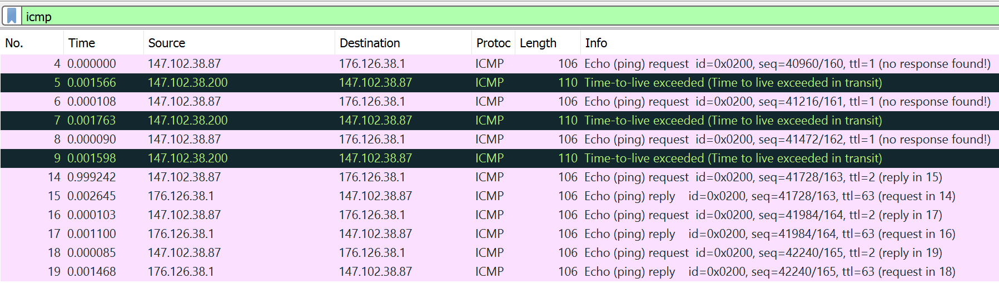 icmp
No. Time Source Destination Protoc Length Info
4 0.000000 147.102.38.87 176.126.38.1 ICMP 106 Echo (ping) request id=0x0200, seq=40960/160, ttl=1 (no response found!)
5 0.001566 147.102.38.200 147.102.38.87 ICMP 110 Time-to-live exceeded (Time to live exceeded in transit)
6 0.000108 147.102.38.87 176.126.38.1 ICMP 106 Echo (ping) request id=0x0200, seq=41216/161, ttl=1 (no response found!)
7 0.001763 147.102.38.200 147.102.38.87 ICMP 110 Time-to-live exceeded (Time to live exceeded in transit)
8 0.000090 147.102.38.87 176.126.38.1 ICMP 106 Echo (ping) request id=0x0200, seq=41472/162, ttl=1 (no response found!)
9 0.001598 147.102.38.200 147.102.38.87 ICMP 110 Time-to-live exceeded (Time to live exceeded in transit)
14 0.999242 147.102.38.87 176.126.38.1 ICMP 106 Echo (ping) request id=0x0200, seq=41728/163, ttl=2 (reply in 15)
15 0.002645 176.126.38.1 147.102.38.87 ICMP 106 Echo (ping) reply id=0x0200, seq=41728/163, ttl=63 (request in 14)
16 0.000103 147.102.38.87 176.126.38.1 ICMP 106 Echo (ping) request id=0x0200, seq=41984/164, ttl=2 (reply in 17)
17 0.001100 176.126.38.1 147.102.38.87 ICMP 106 Echo (ping) reply id=0x0200, seq=41984/164, ttl=63 (request in 16)
18 0.000085 147.102.38.87 176.126.38.1 ICMP 106 Echo (ping) request id=0x0200, seq=42240/165, ttl=2 (reply in 19)
19 0.001468 176.126.38.1 147.102.38.87 ICMP 106 Echo (ping) reply id=0x0200, seq=42240/165, ttl=63 (request in 18)